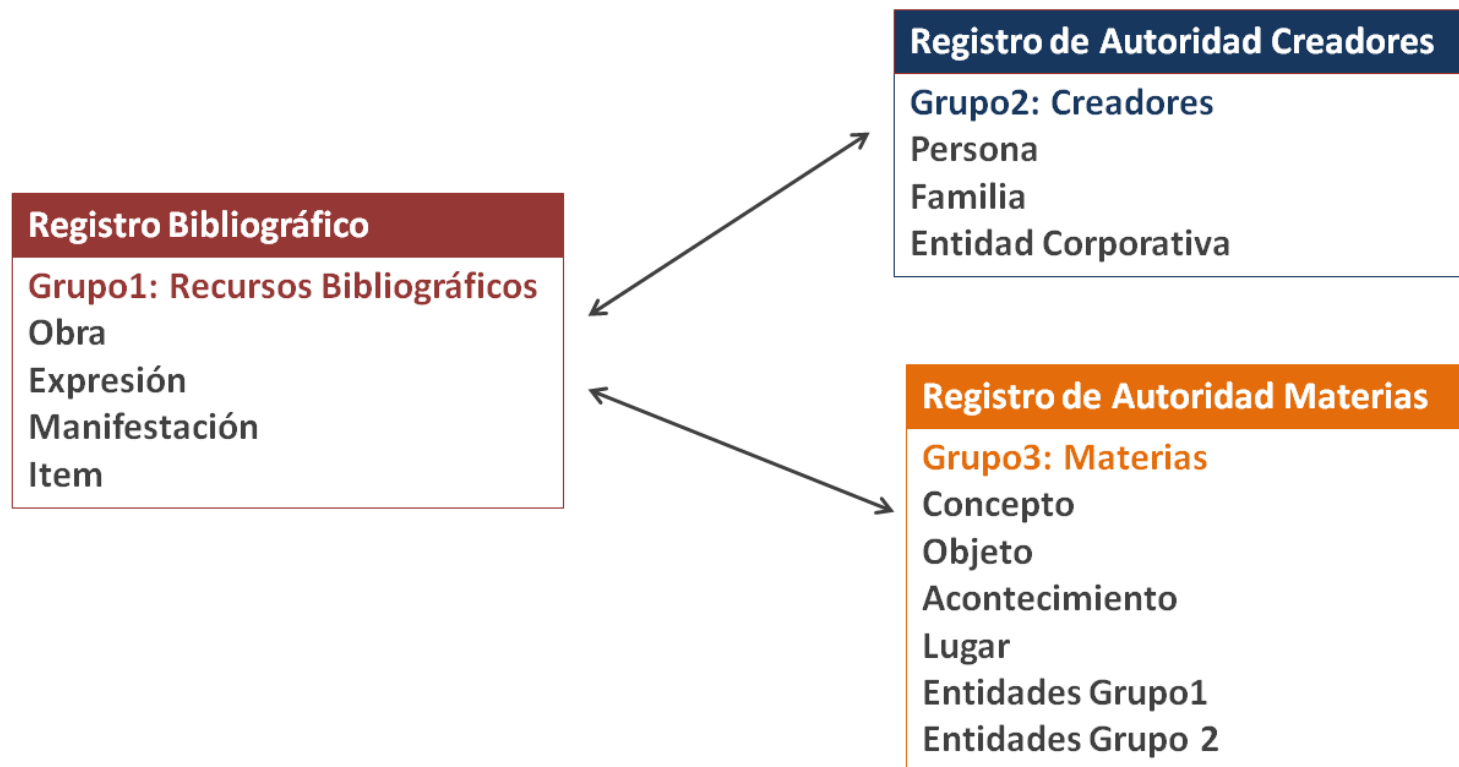 Registro Bibliográfico
Grupo1: Recursos Bibliográficos
Obra
Expresión
Manifestación
Item
Registro de Autoridad Creadores
Grupo2: Creadores
Persona
Familia
Entidad Corporativa
Registro de Autoridad Materias
Grupo3: Materias
Concepto
Objeto
Acontecimiento
Lugar
Entidades Grupo1
Entidades Grupo 2